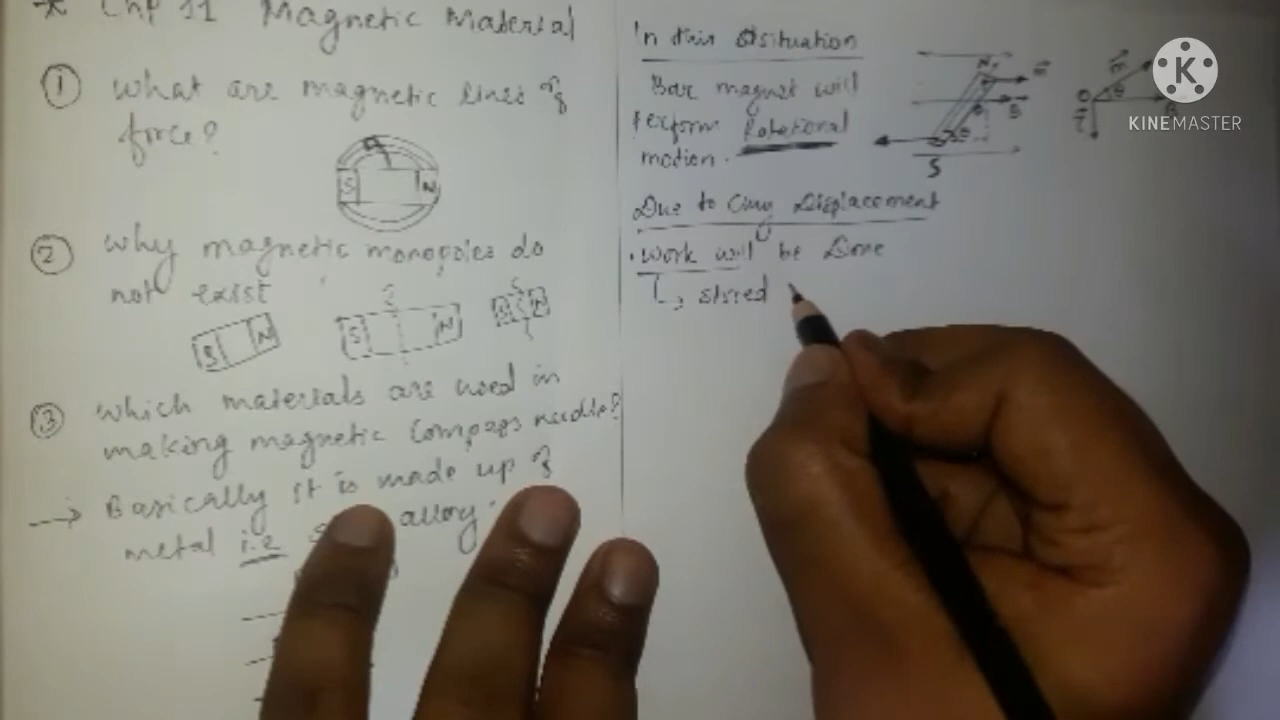 * Chp 11 Magnetic Material
① What are magnetic lines of
force?
S N
② Why magnetic monopoles do
not exist
S N
S N
S N
③ Which materials are used in
making magnetic compass needle?
→ Basically it is made up of
metal i.e alloy.
In this situation
Bar magnet will
Perform Rotational
motion.
Due to Displacement
. Work will be Done
↳ stired
N
S
θ
B
O m θ
τ
K
KINEMASTER